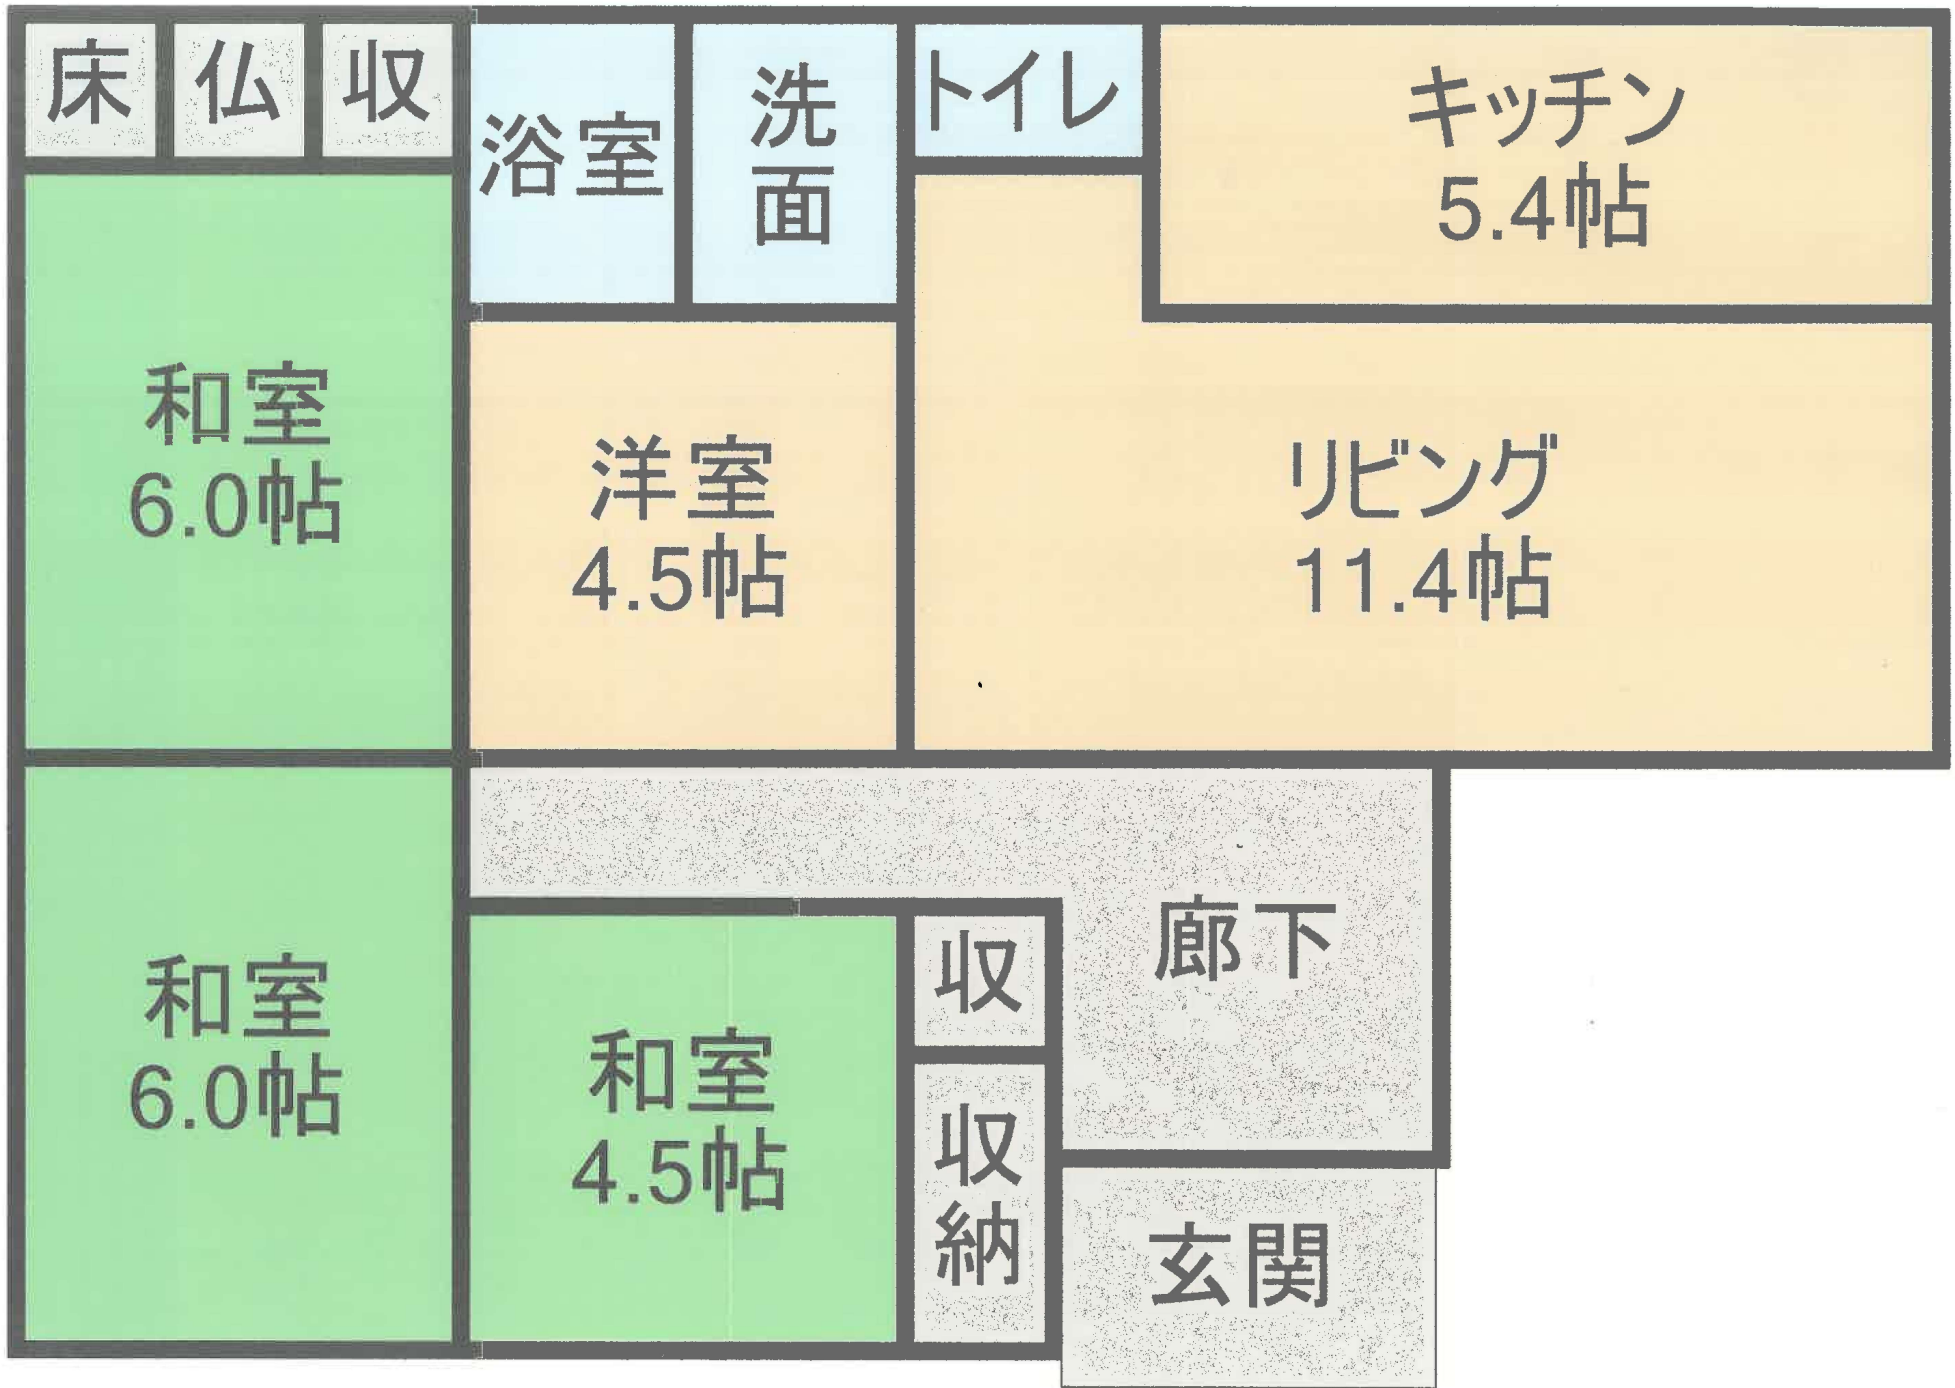 床
仏
収
浴室
洗
面
トイレ
キッチン
5.4帖
和室
6.0帖
洋室
4.5帖
リビング
11.4帖
和室
6.0帖
和室
4.5帖
収
収
納
廊下
玄関